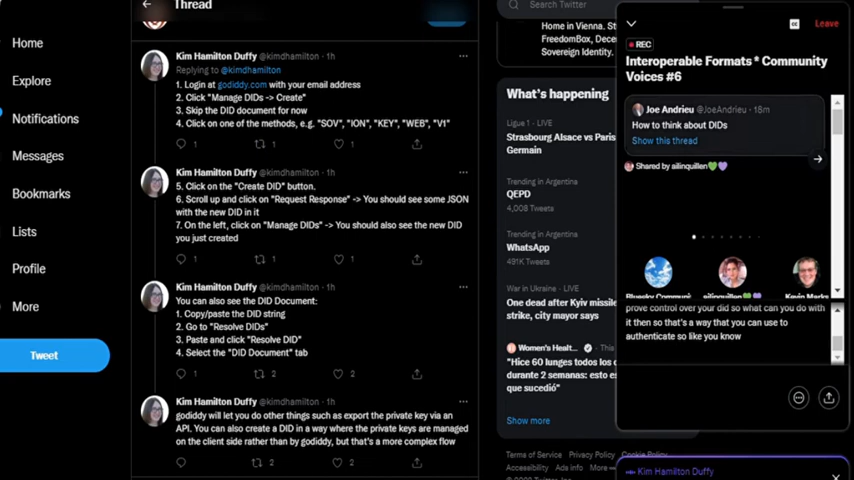 Home
Explore
Notifications
Messages
Bookmarks
Lists
Profile
More
Tweet
Thread
Kim Hamilton Duffy @kimdhamilton · 1h
Replying to @kimdhamilton
1. Login at godiddy.com with your email address
2. Click "Manage DIDs -> Create"
3. Skip the DID document for now
4. Click on one of the methods, e.g. "SOV", "ION", "KEY", "WEB", "V1"
1
1
1
Kim Hamilton Duffy @kimdhamilton · 1h
5. Click on the "Create DID" button.
6. Scroll up and click on "Request Response" -> You should see some JSON
with the new DID in it
7. On the left, click on "Manage DIDs" -> You should also see the new DID
you just created
1
1
1
Kim Hamilton Duffy @kimdhamilton · 1h
You can also see the DID Document:
1. Copy/paste the DID string
2. Go to "Resolve DIDs"
3. Paste and click "Resolve DID"
4. Select the "DID Document" tab
1
2
2
Kim Hamilton Duffy @kimdhamilton · 1h
godiddy will let you do other things such as export the private key via an
API. You can also create a DID in a way where the private keys are managed
on the client side rather than by godiddy, but that's a more complex flow
2
2
Search Twitter
Home in Vienna. St
FreedomBox, Dece
Sovereign Identity,
What's happening
Ligue 1 · LIVE
Strasbourg Alsace vs Paris
Germain
Trending in Argentina
QEPD
4,008 Tweets
Trending in Argentina
WhatsApp
491K Tweets
War in Ukraine · LIVE
One dead after Kyiv missile
strike, city mayor says
Women's Healt... · This
"Hice 60 lunges todos los d
durante 2 semanas: esto es
que sucedió"
Show more
Terms of Service Privacy Policy Cookie Policy
Accessibility Ads info More
Leave
REC
Interoperable Formats * Community
Voices #6
Joe Andrieu @JoeAndrieu · 18m
How to think about DIDs
Show this thread
Shared by ailinquillen💚💜
Bluesky Communi
ailinquillen💚💜
Kevin Marks
prove control over your did so what can you do with
it then so that's a way that you can use to
authenticate so like you know
Kim Hamilton Duffy